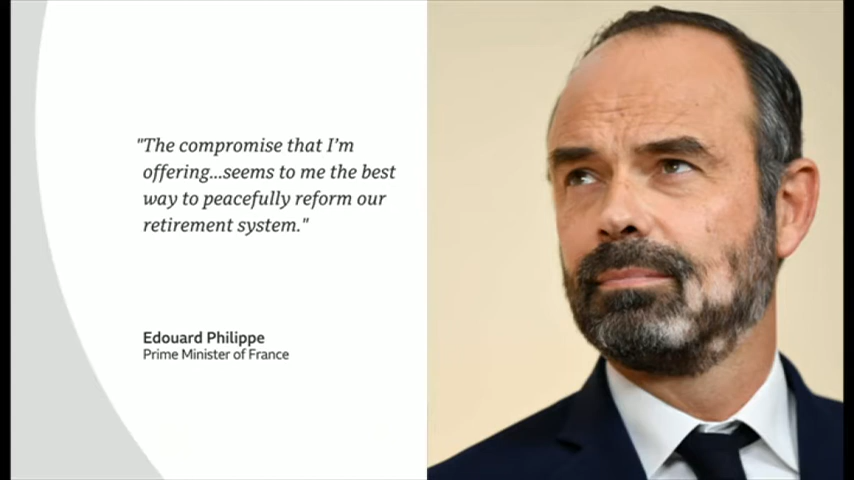 "The compromise that I'm
offering...seems to me the best
way to peacefully reform our
retirement system."
Edouard Philippe
Prime Minister of France